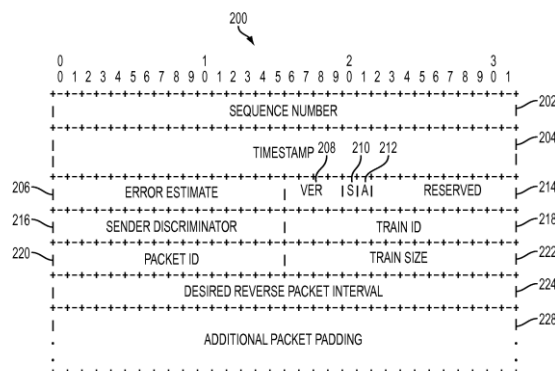 200
0 1 2 3
0 1 2 3 4 5 6 7 8 9 0 1 2 3 4 5 6 7 8 9 0 1 2 3 4 5 6 7 8 9 0 1
SEQUENCE NUMBER 202
204
208 210 212
TIMESTAMP
206 ERROR ESTIMATE VER S A RESERVED 214
216 SENDER DISCRIMINATOR TRAIN ID 218
220 PACKET ID TRAIN SIZE 222
DESIRED REVERSE PACKET INTERVAL 224
228
ADDITIONAL PACKET PADDING